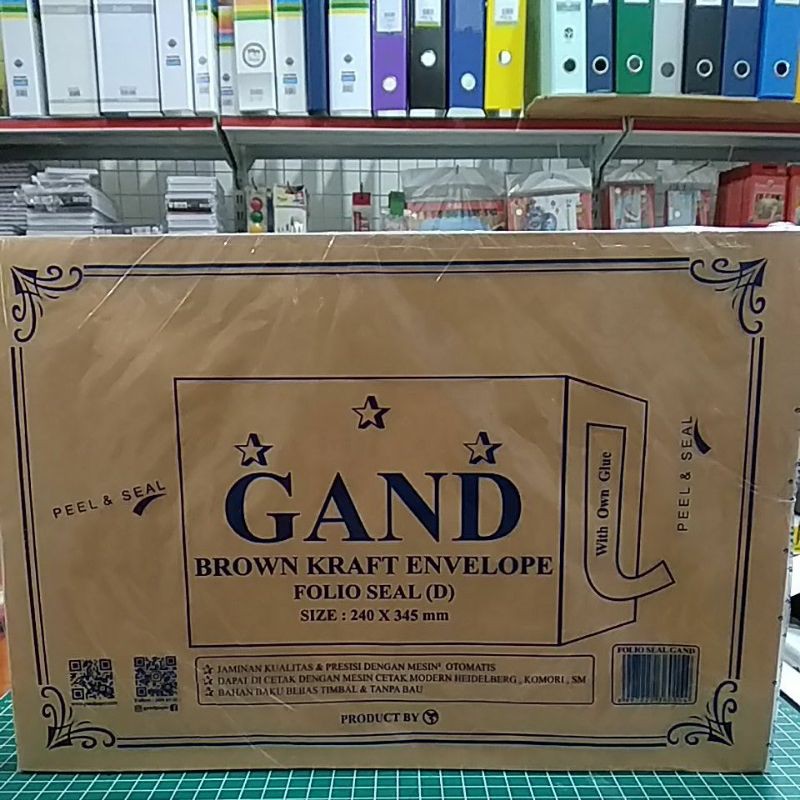 PEEL & SEAL
GAND
BROWN KRAFT ENVELOPE
FOLIO SEAL (D)
SIZE : 240 X 345 mm
With Own Glue
PEEL & SEAL
JAMINAN KUALITAS & PRESISI DENGAN MESIN² OTOMATIS
DAPAT DI CETAK DENGAN MESIN CETAK MODERN HEIDELBERG , KOMORI , SM
BAHAN BAKU BEBAS TIMBAL & TANPA BAU
FOLIO SEAL GAND
PRODUCT BY